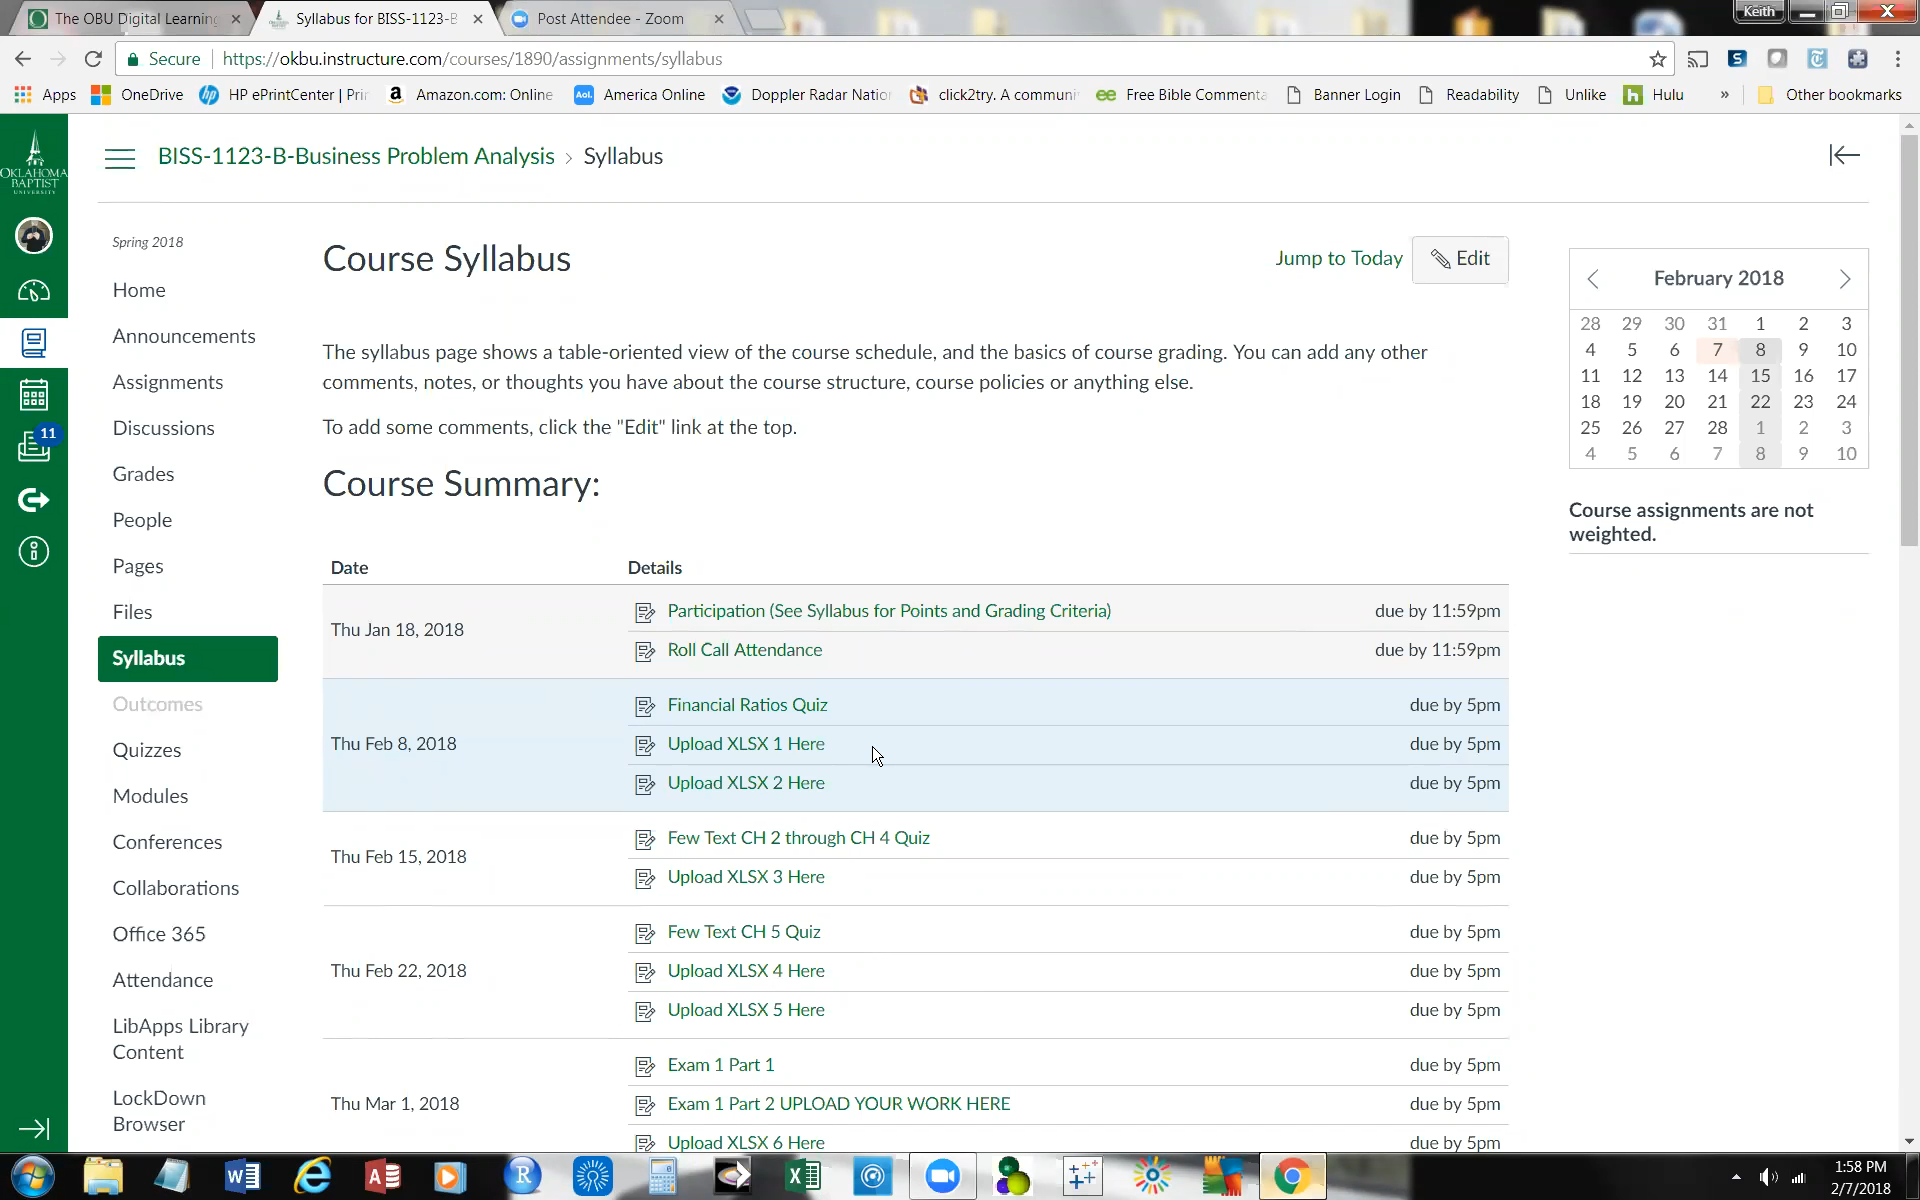 The OBU Digital Learning
Syllabus for BISS-1123-B
Post Attendee - Zoom
Keith
Secure
https://okbu.instructure.com/courses/1890/assignments/syllabus
Apps
OneDrive
HP ePrintCenter | Pri
Amazon.com: Online
Aol.
America Online
Doppler Radar Natio
click2try. A communi
Free Bible Commenta
Banner Login
Readability
Unlike
Hulu
»
Other bookmarks
OKLAHOMA
BAPTIST
UNIVERSITY
BISS-1123-B-Business Problem Analysis › Syllabus
11
Spring 2018
Home
Announcements
Assignments
Discussions
Grades
People
Pages
Files
Syllabus
Outcomes
Quizzes
Modules
Conferences
Collaborations
Office 365
Attendance
LibApps Library
Content
LockDown
Browser
Course Syllabus
Jump to Today
Edit
The syllabus page shows a table-oriented view of the course schedule, and the basics of course grading. You can add any other
comments, notes, or thoughts you have about the course structure, course policies or anything else.
To add some comments, click the "Edit" link at the top.
Course Summary:
Date Details
Thu Jan 18, 2018
Participation (See Syllabus for Points and Grading Criteria) due by 11:59pm
Roll Call Attendance due by 11:59pm
Thu Feb 8, 2018
Financial Ratios Quiz due by 5pm
Upload XLSX 1 Here due by 5pm
Upload XLSX 2 Here due by 5pm
Thu Feb 15, 2018
Few Text CH 2 through CH 4 Quiz due by 5pm
Upload XLSX 3 Here due by 5pm
Thu Feb 22, 2018
Few Text CH 5 Quiz due by 5pm
Upload XLSX 4 Here due by 5pm
Upload XLSX 5 Here due by 5pm
Thu Mar 1, 2018
Exam 1 Part 1 due by 5pm
Exam 1 Part 2 UPLOAD YOUR WORK HERE due by 5pm
Upload XLSX 6 Here due by 5pm
February 2018
28 29 30 31 1 2 3
4 5 6 7 8 9 10
11 12 13 14 15 16 17
18 19 20 21 22 23 24
25 26 27 28 1 2 3
4 5 6 7 8 9 10
Course assignments are not
weighted.
1:58 PM
2/7/2018